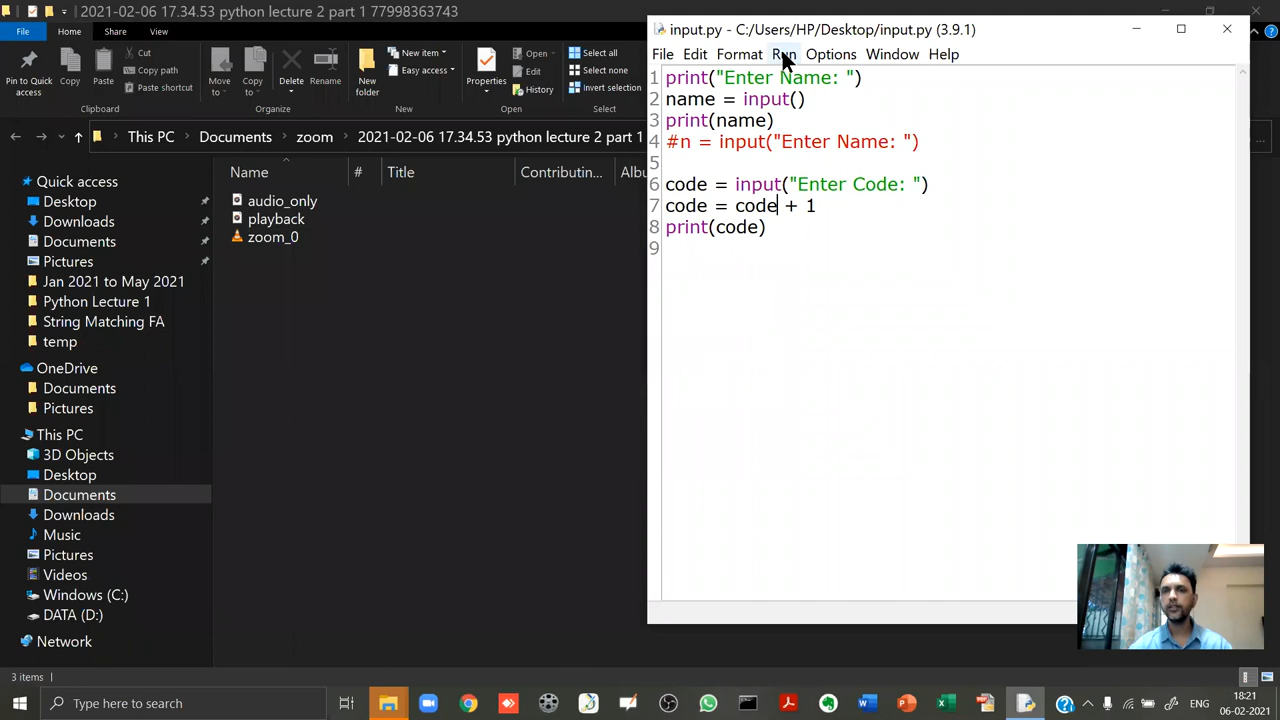 2021-02-06 17.34.53 python lecture 2 part 1 77998363743
File
Home
Share
View
Pin to Quick access
Copy
Paste
Cut
Copy path
Paste shortcut
Clipboard
Move to
Copy to
Delete
Rename
Organize
New folder
New item
Easy access
New
Properties
Open
Edit
History
Open
Select all
Select none
Invert selection
Select
This PC
Documents
zoom
2021-02-06 17.34.53 python lecture 2 part 1
Name
#
Title
Contributin...
Albu
Quick access
Desktop
Downloads
Documents
Pictures
Jan 2021 to May 2021
Python Lecture 1
String Matching FA
temp
OneDrive
Documents
Pictures
This PC
3D Objects
Desktop
Documents
Downloads
Music
Pictures
Videos
Windows (C:)
DATA (D:)
Network
audio_only
playback
zoom_0
3 items
input.py - C:/Users/HP/Desktop/input.py (3.9.1)
File Edit Format Run Options Window Help
1 print("Enter Name: ")
2 name = input()
3 print(name)
4 #n = input("Enter Name: ")
5
6 code = input("Enter Code: ")
7 code = code + 1
8 print(code)
9
Type here to search
ENG
18:21
06-02-2021